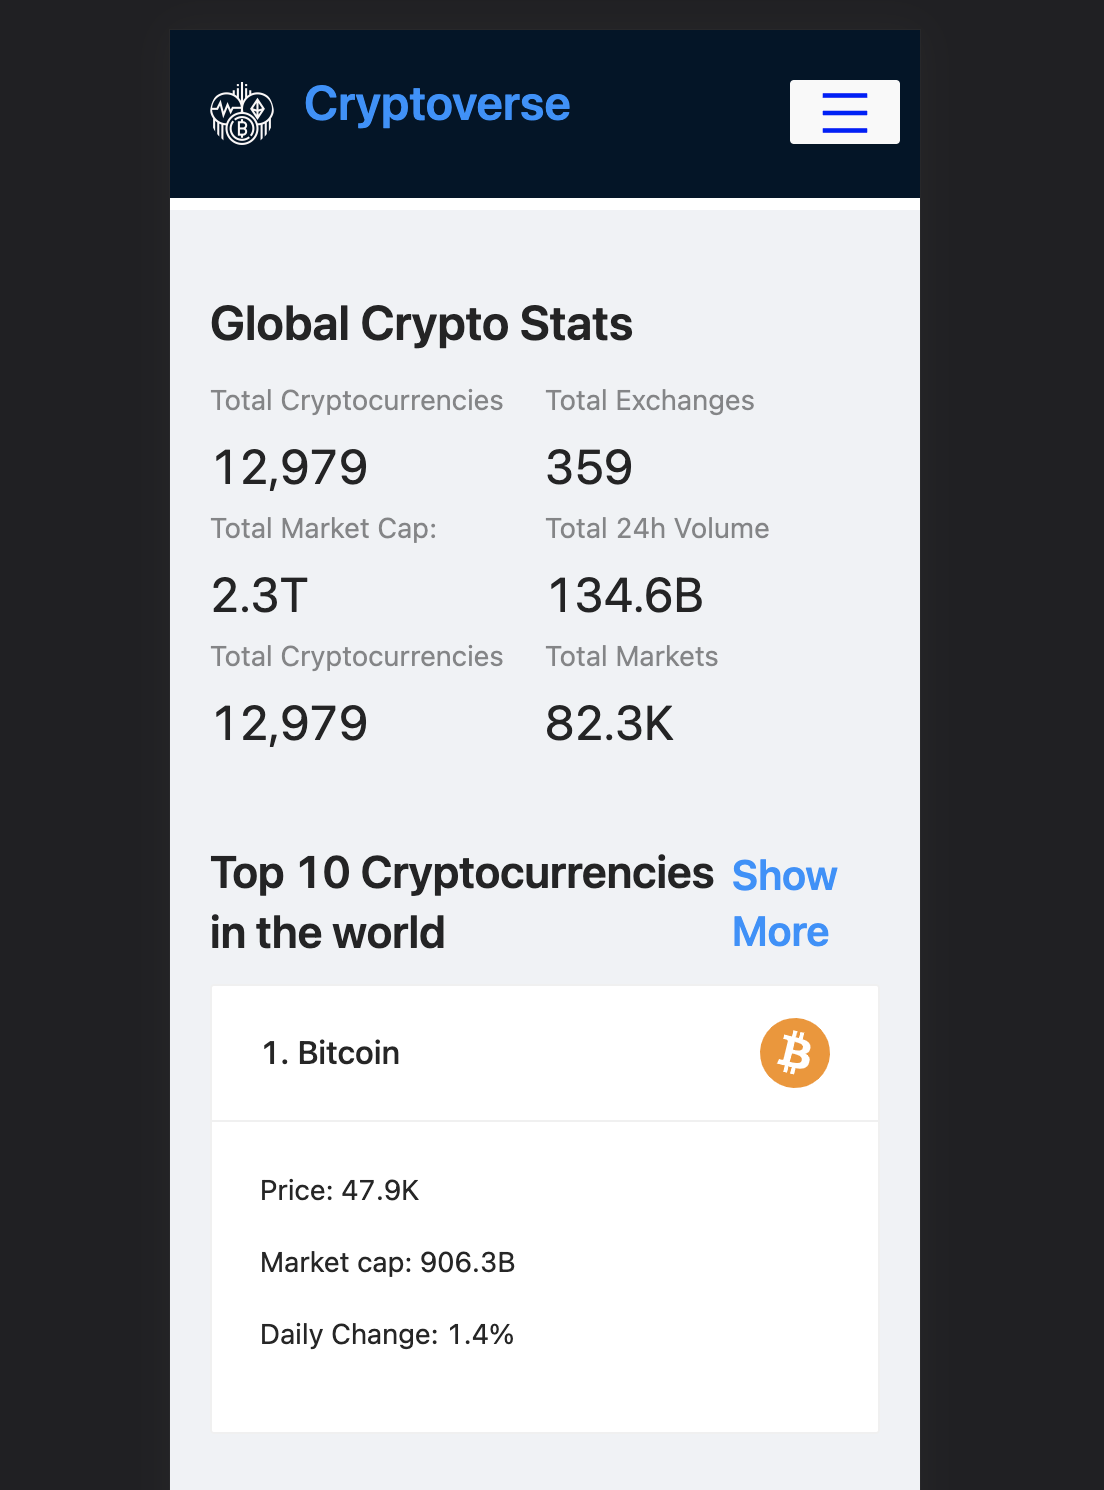 Cryptoverse
Global Crypto Stats
Total Cryptocurrencies
12,979
Total Exchanges
359
Total Market Cap:
2.3T
Total 24h Volume
134.6B
Total Cryptocurrencies
12,979
Total Markets
82.3K
Top 10 Cryptocurrencies
in the world
Show
More
1. Bitcoin
Price: 47.9K
Market cap: 906.3B
Daily Change: 1.4%